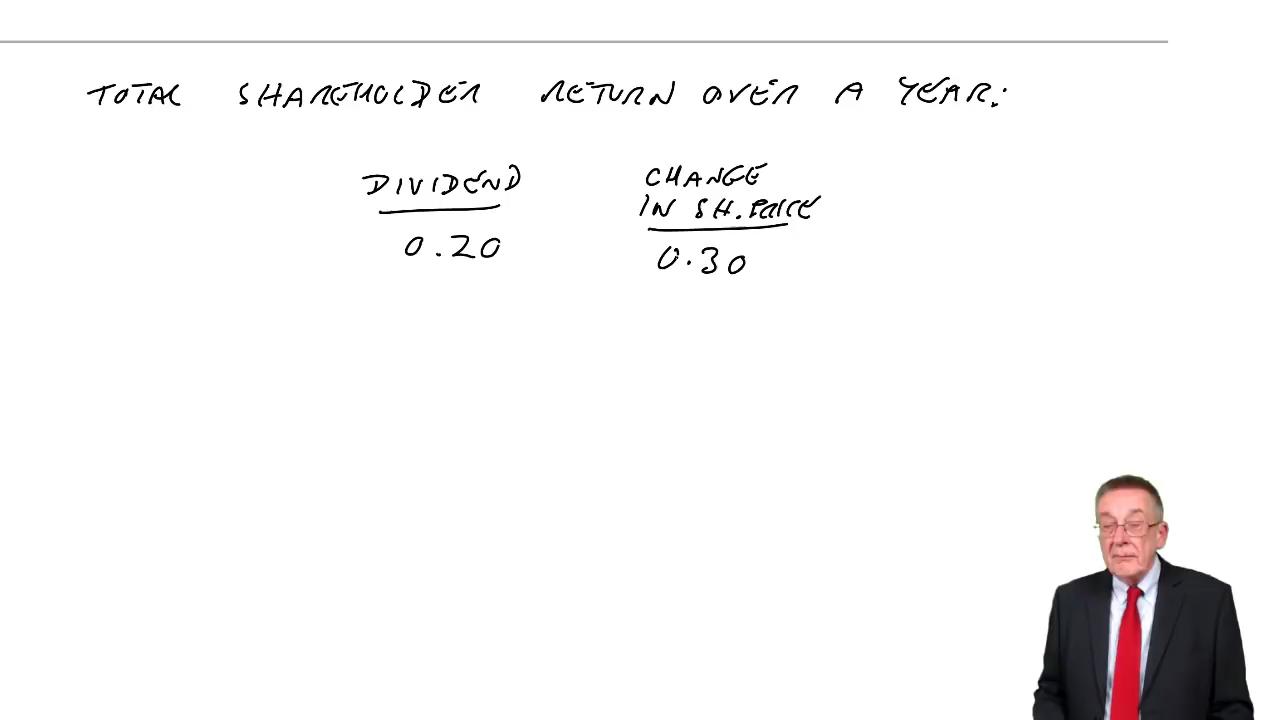 TOTAL SHAREHOLDER RETURN OVER A YEAR:
DIVIDEND
CHANGE
IN SH. PRICE
0.20
0.30